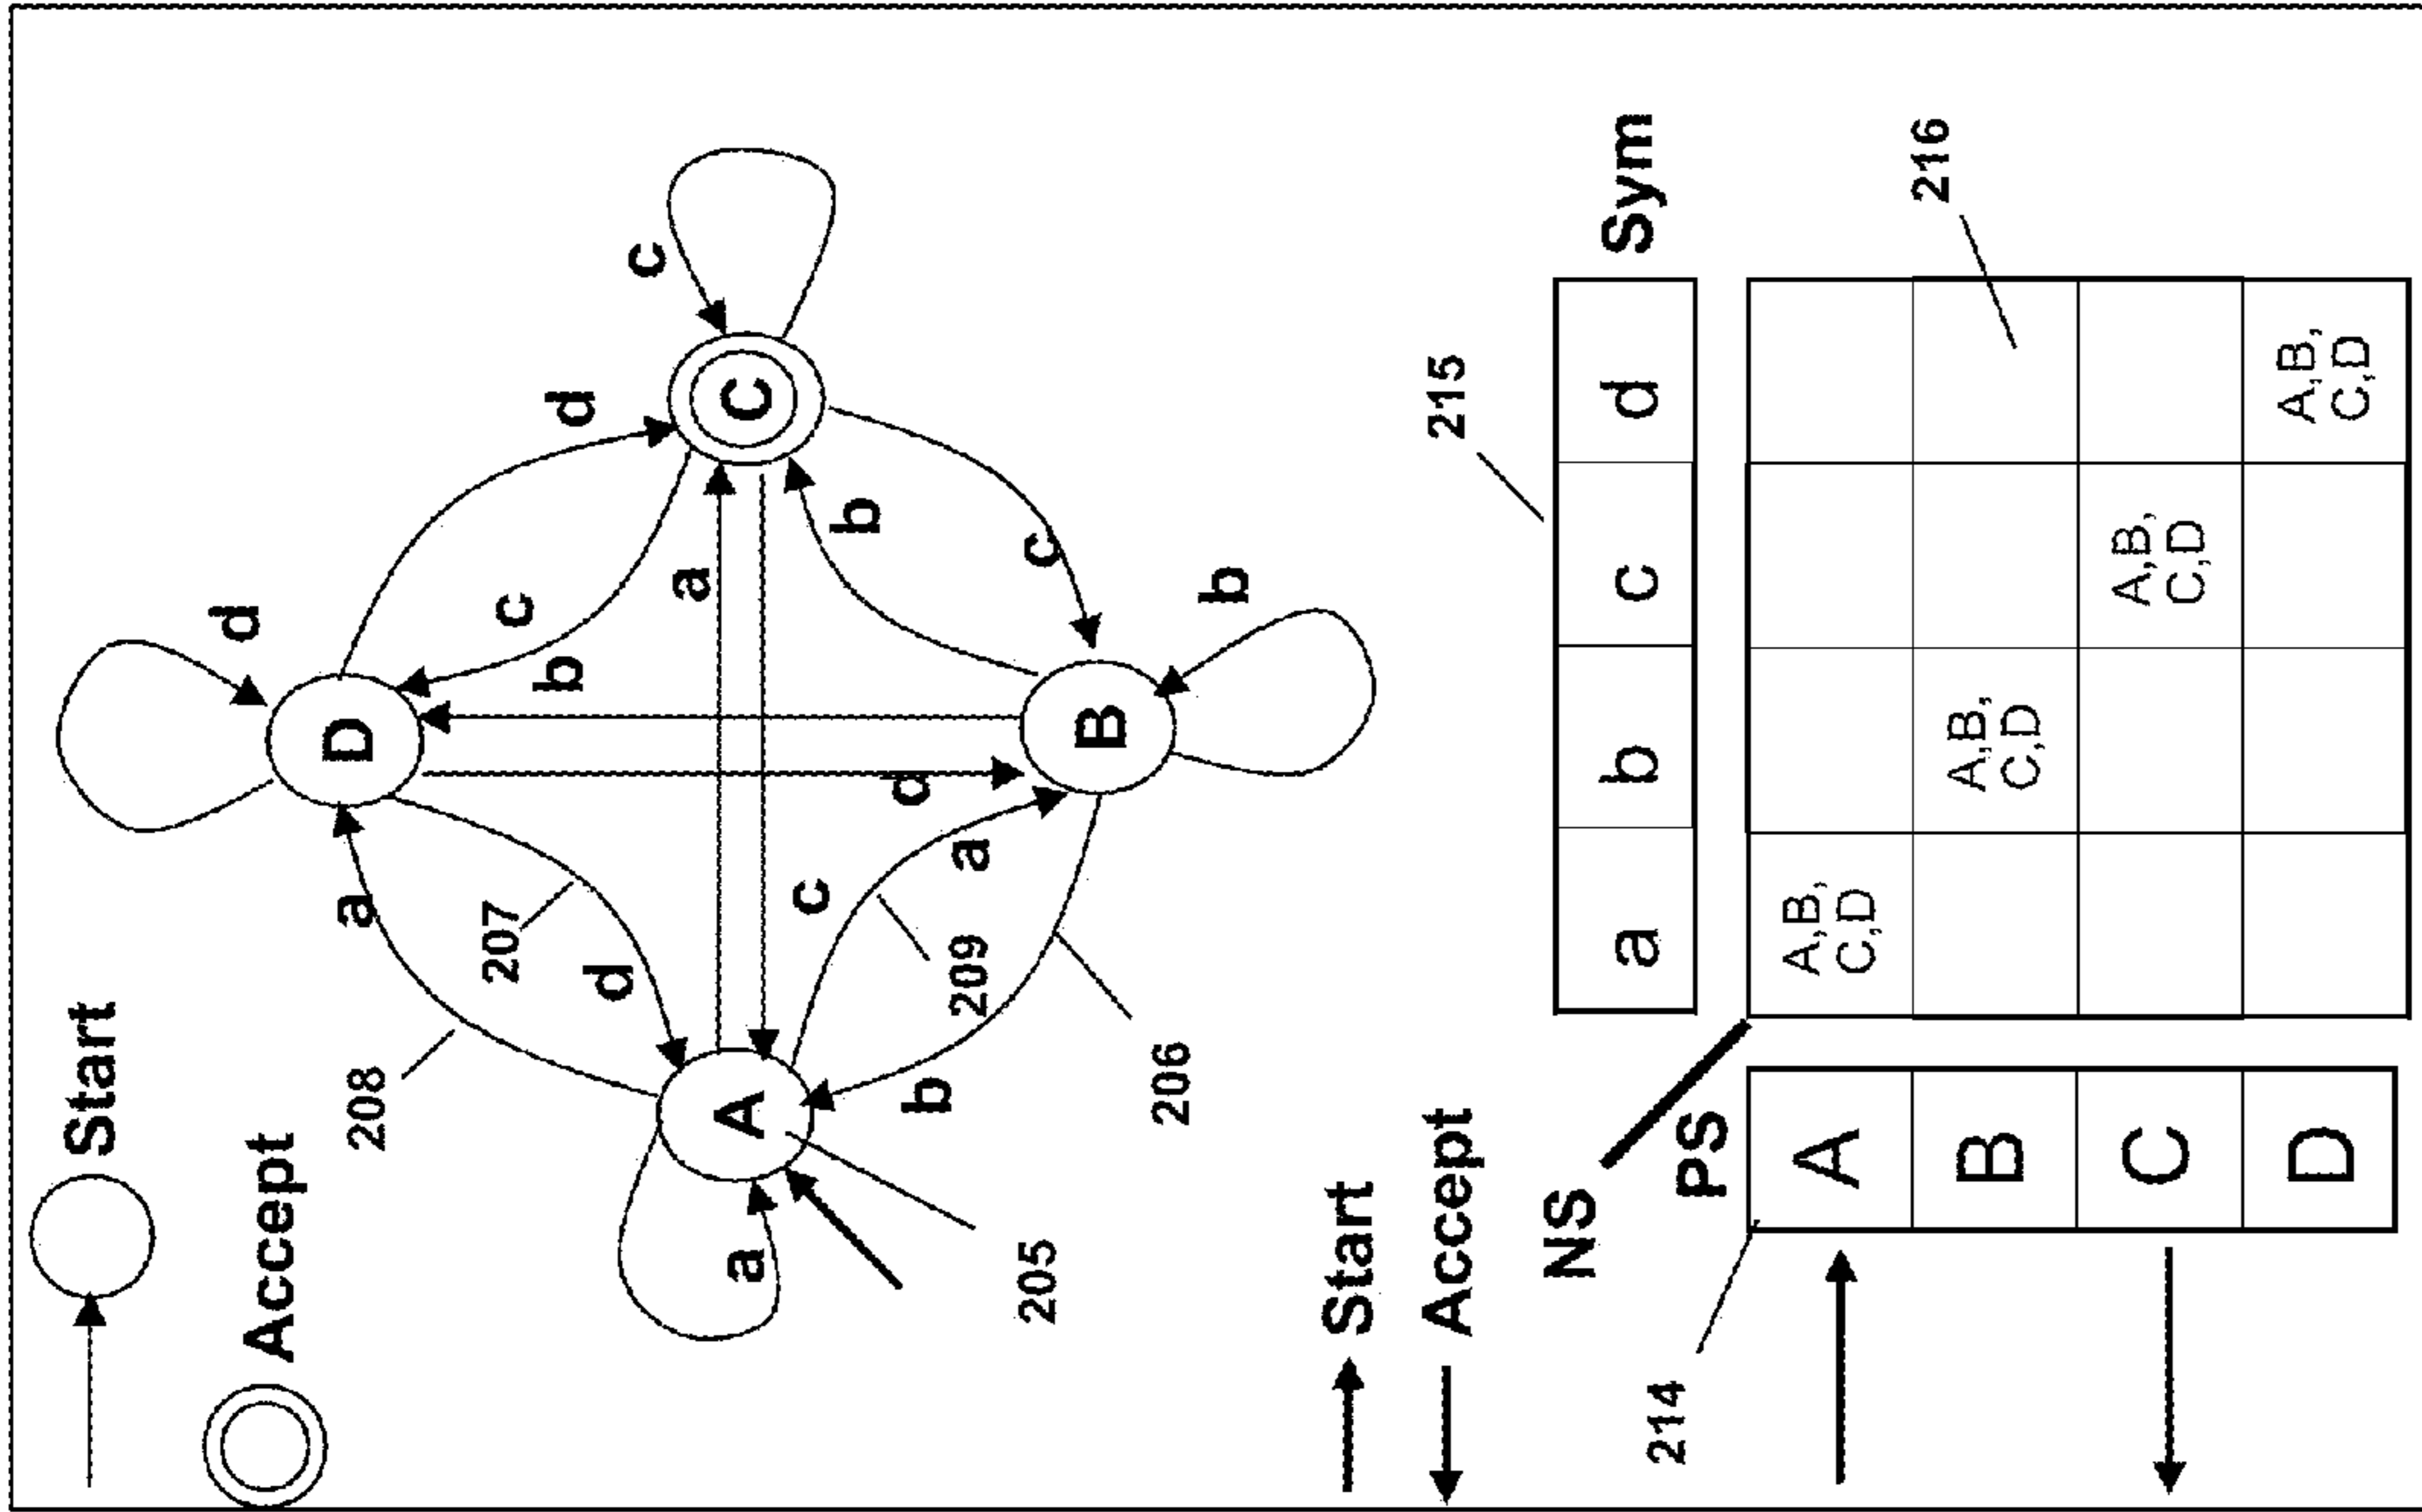 Start
d
Accept
208 a D
207 c
b d
d
c
a
a A C
c
b
b d
209 a
205 c
B
206 b
Start
Accept 215
NS
a b c d Sym
214
PS
A A,B,
C,D
216
B A,B,
C,D
C A,B,
C,D
D A,B,
C,D